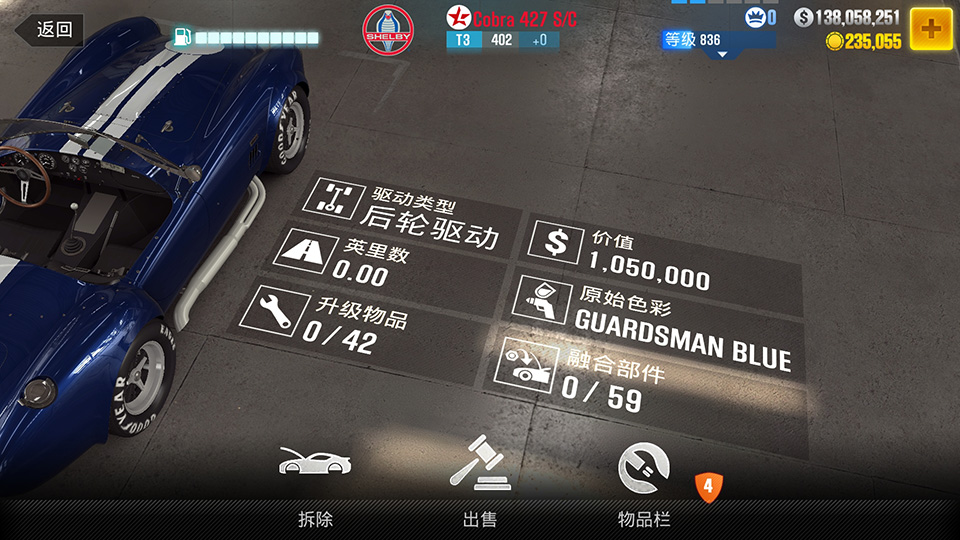 返回
SHELBY
Cobra 427 S/C
T3 402 +0
等级 836
0
138,058,251
235,055
驱动类型
后轮驱动
英里数
0.00
升级物品
0 / 42
价值
1,050,000
原始色彩
GUARDSMAN BLUE
融合部件
0 / 59
GOODYEAR
GOODYEAR
4
拆除
出售
物品栏